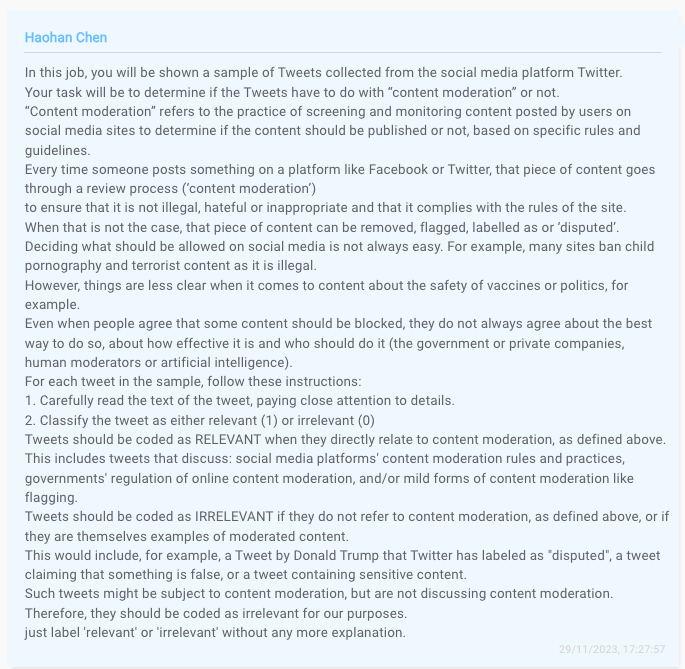 Haohan Chen
In this job, you will be shown a sample of Tweets collected from the social media platform Twitter.
Your task will be to determine if the Tweets have to do with “content moderation” or not.
“Content moderation” refers to the practice of screening and monitoring content posted by users on
social media sites to determine if the content should be published or not, based on specific rules and
guidelines.
Every time someone posts something on a platform like Facebook or Twitter, that piece of content goes
through a review process (‘content moderation’)
to ensure that it is not illegal, hateful or inappropriate and that it complies with the rules of the site.
When that is not the case, that piece of content can be removed, flagged, labelled as or ‘disputed’.
Deciding what should be allowed on social media is not always easy. For example, many sites ban child
pornography and terrorist content as it is illegal.
However, things are less clear when it comes to content about the safety of vaccines or politics, for
example.
Even when people agree that some content should be blocked, they do not always agree about the best
way to do so, about how effective it is and who should do it (the government or private companies,
human moderators or artificial intelligence).
For each tweet in the sample, follow these instructions:
1. Carefully read the text of the tweet, paying close attention to details.
2. Classify the tweet as either relevant (1) or irrelevant (0)
Tweets should be coded as RELEVANT when they directly relate to content moderation, as defined above.
This includes tweets that discuss: social media platforms' content moderation rules and practices,
governments' regulation of online content moderation, and/or mild forms of content moderation like
flagging.
Tweets should be coded as IRRELEVANT if they do not refer to content moderation, as defined above, or if
they are themselves examples of moderated content.
This would include, for example, a Tweet by Donald Trump that Twitter has labeled as "disputed", a tweet
claiming that something is false, or a tweet containing sensitive content.
Such tweets might be subject to content moderation, but are not discussing content moderation.
Therefore, they should be coded as irrelevant for our purposes.
just label 'relevant' or 'irrelevant' without any more explanation.
29/11/2023, 17:27:57